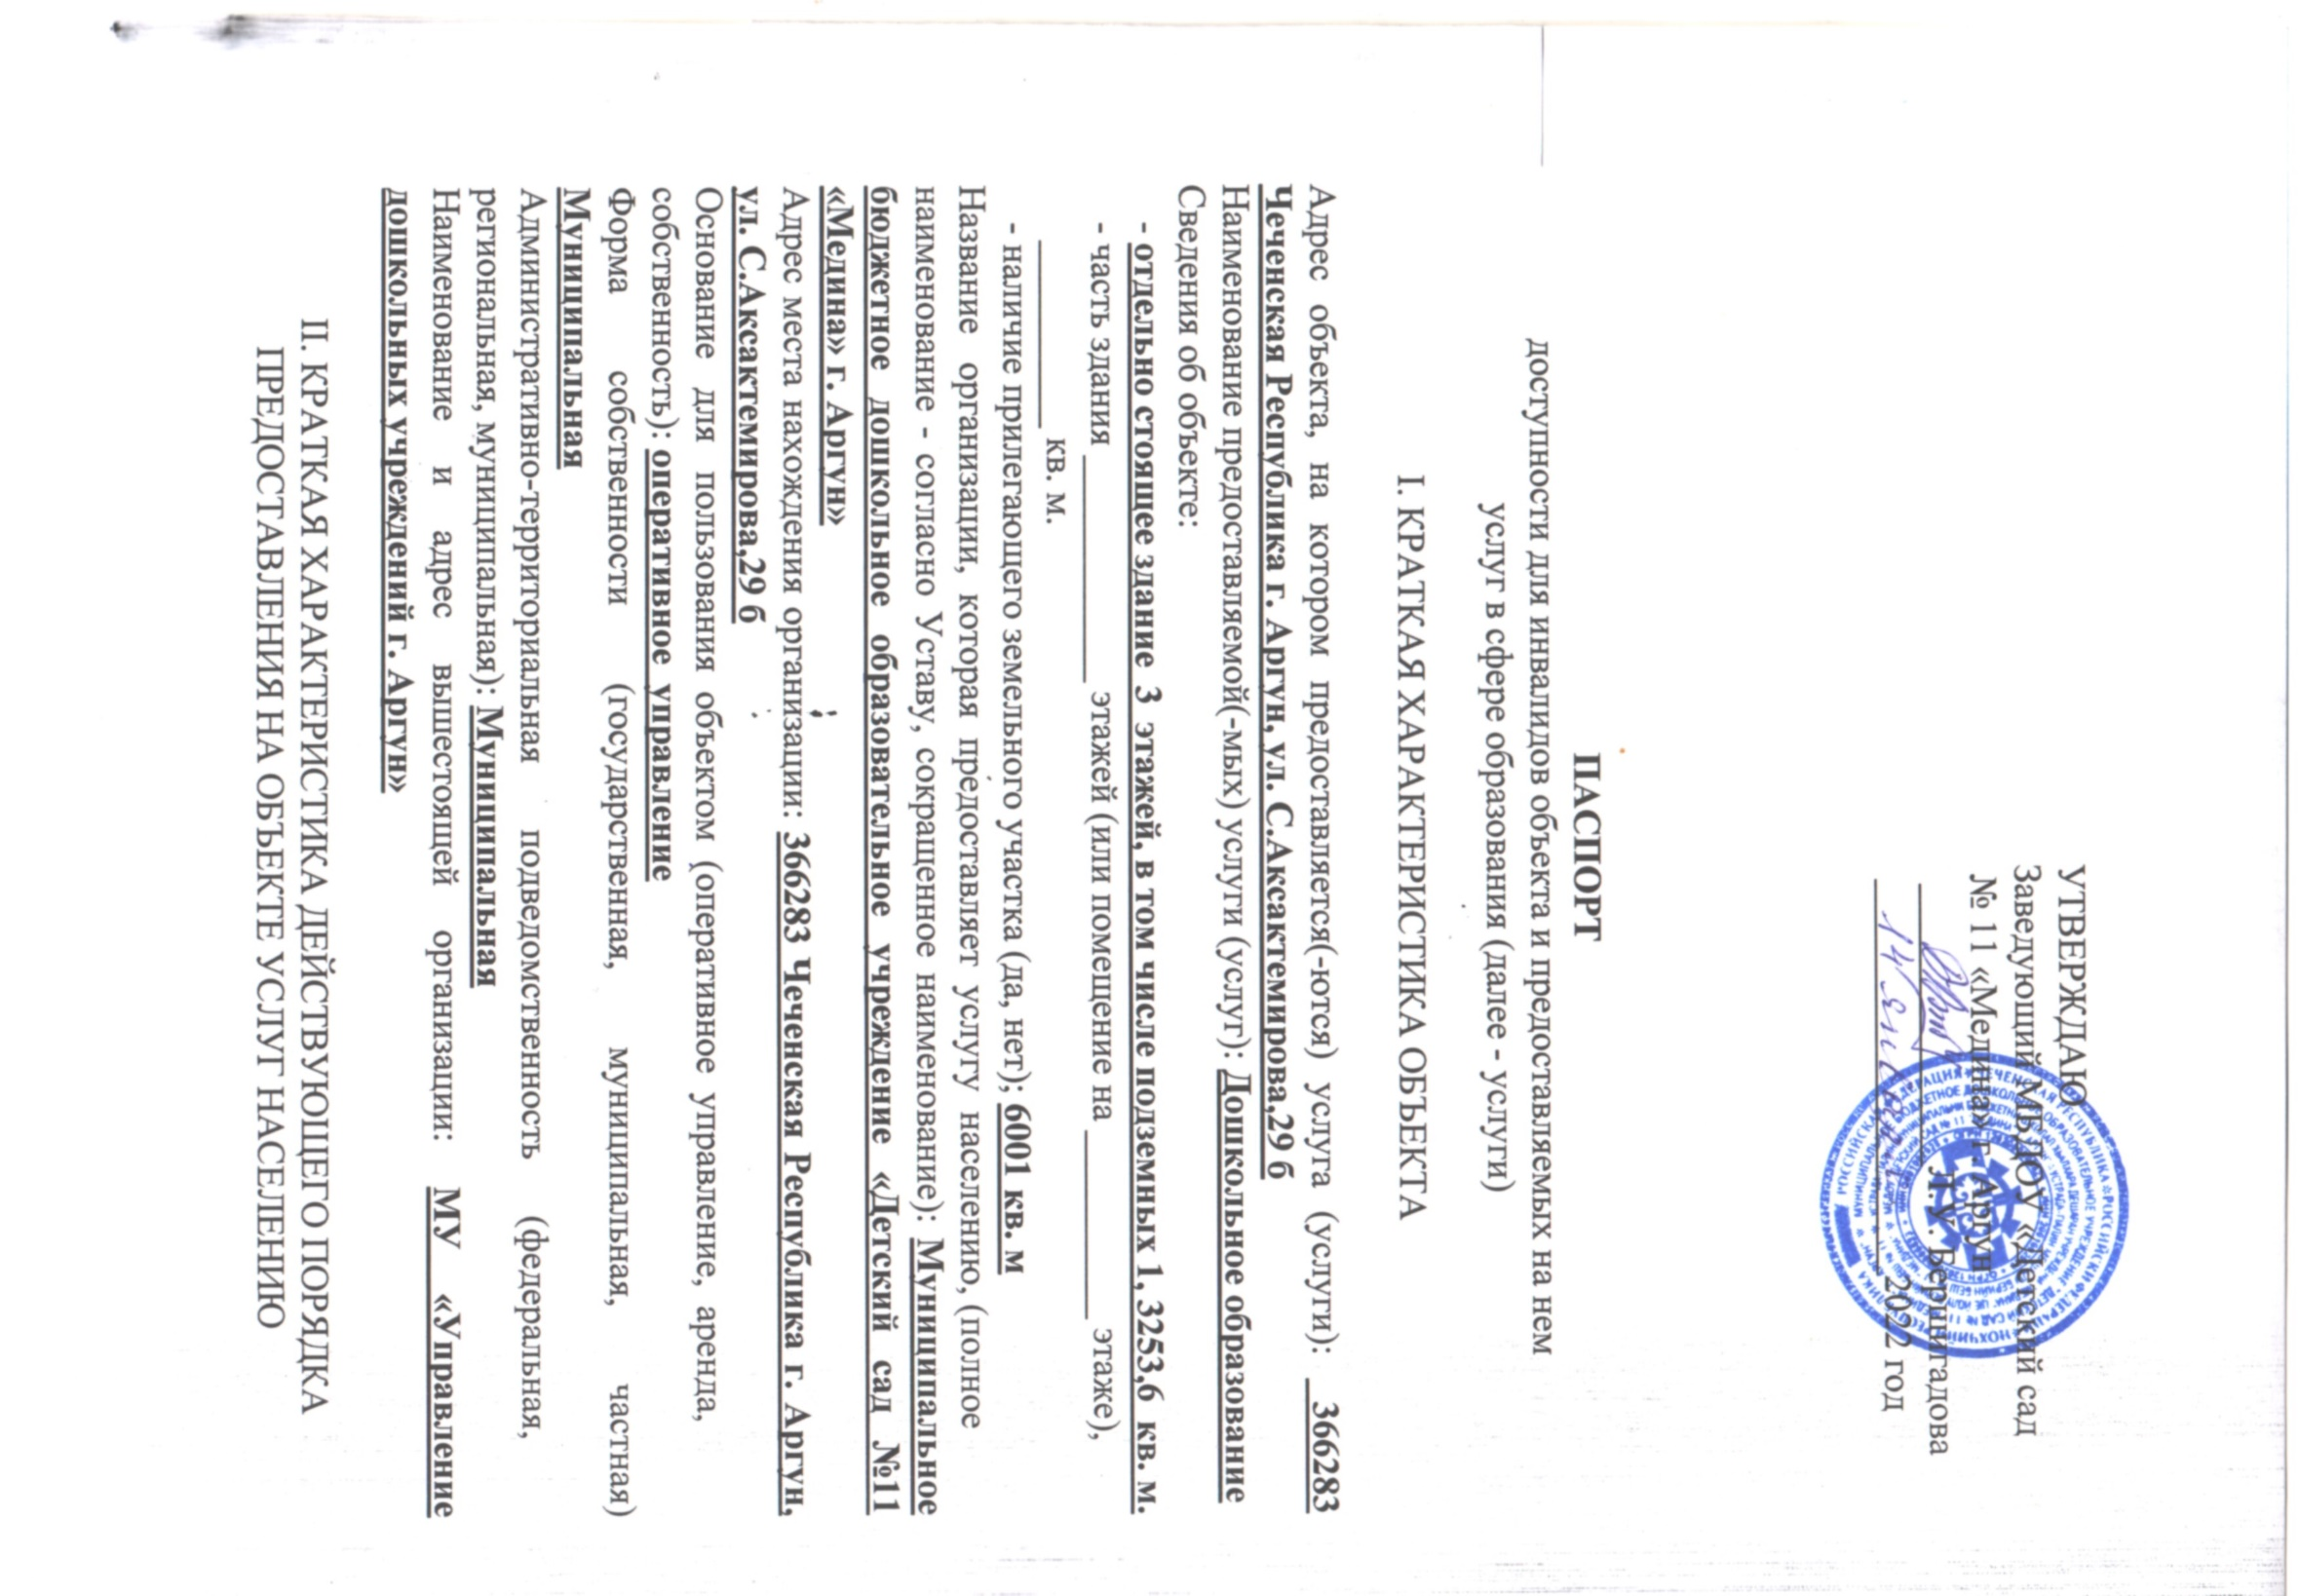 УТВЕРЖДАЮ
Заведующий МБДОУ «Детский сад
№ 11 «Медина» г. Аргун
Л.У. Берщигадова
2022 год
ПАСПОРТ
доступности для инвалидов объекта и предоставляемых на нем
услуг в сфере образования (далее - услуги)
I. КРАТКАЯ ХАРАКТЕРИСТИКА ОБЪЕКТА
Адрес объекта, на котором предоставляется(-ются) услуга (услуги): 366283
Чеченская Республика г. Аргун, ул. С.Аксактемирова,29 б
Наименование предоставляемой(-мых) услуги (услуг): Дошкольное образование
Сведения об объекте:
- отдельно стоящее здание 3 этажей, в том числе подземных 1, 3253,6 кв. м.
- часть здания ____________ этажей (или помещение на __________ этаже),
__________ кв. м.
- наличие прилегающего земельного участка (да, нет); 6001 кв. м
Название организации, которая предоставляет услугу населению, (полное
наименование - согласно Уставу, сокращенное наименование): Муниципальное
бюджетное дошкольное образовательное учреждение «Детский сад №11
«Медина» г. Аргун»
Адрес места нахождения организации: 366283 Чеченская Республика г. Аргун,
ул. С.Аксактемирова,29 б
Основание для пользования объектом (оперативное управление, аренда,
собственность): оперативное управление
Форма собственности (государственная, муниципальная, частная)
Муниципальная
Административно-территориальная подведомственность (федеральная,
региональная, муниципальная): Муниципальная
Наименование и адрес вышестоящей организации: МУ «Управление
дошкольных учреждений г. Аргун»
II. КРАТКАЯ ХАРАКТЕРИСТИКА ДЕЙСТВУЮЩЕГО ПОРЯДКА
ПРЕДОСТАВЛЕНИЯ НА ОБЪЕКТЕ УСЛУГ НАСЕЛЕНИЮ